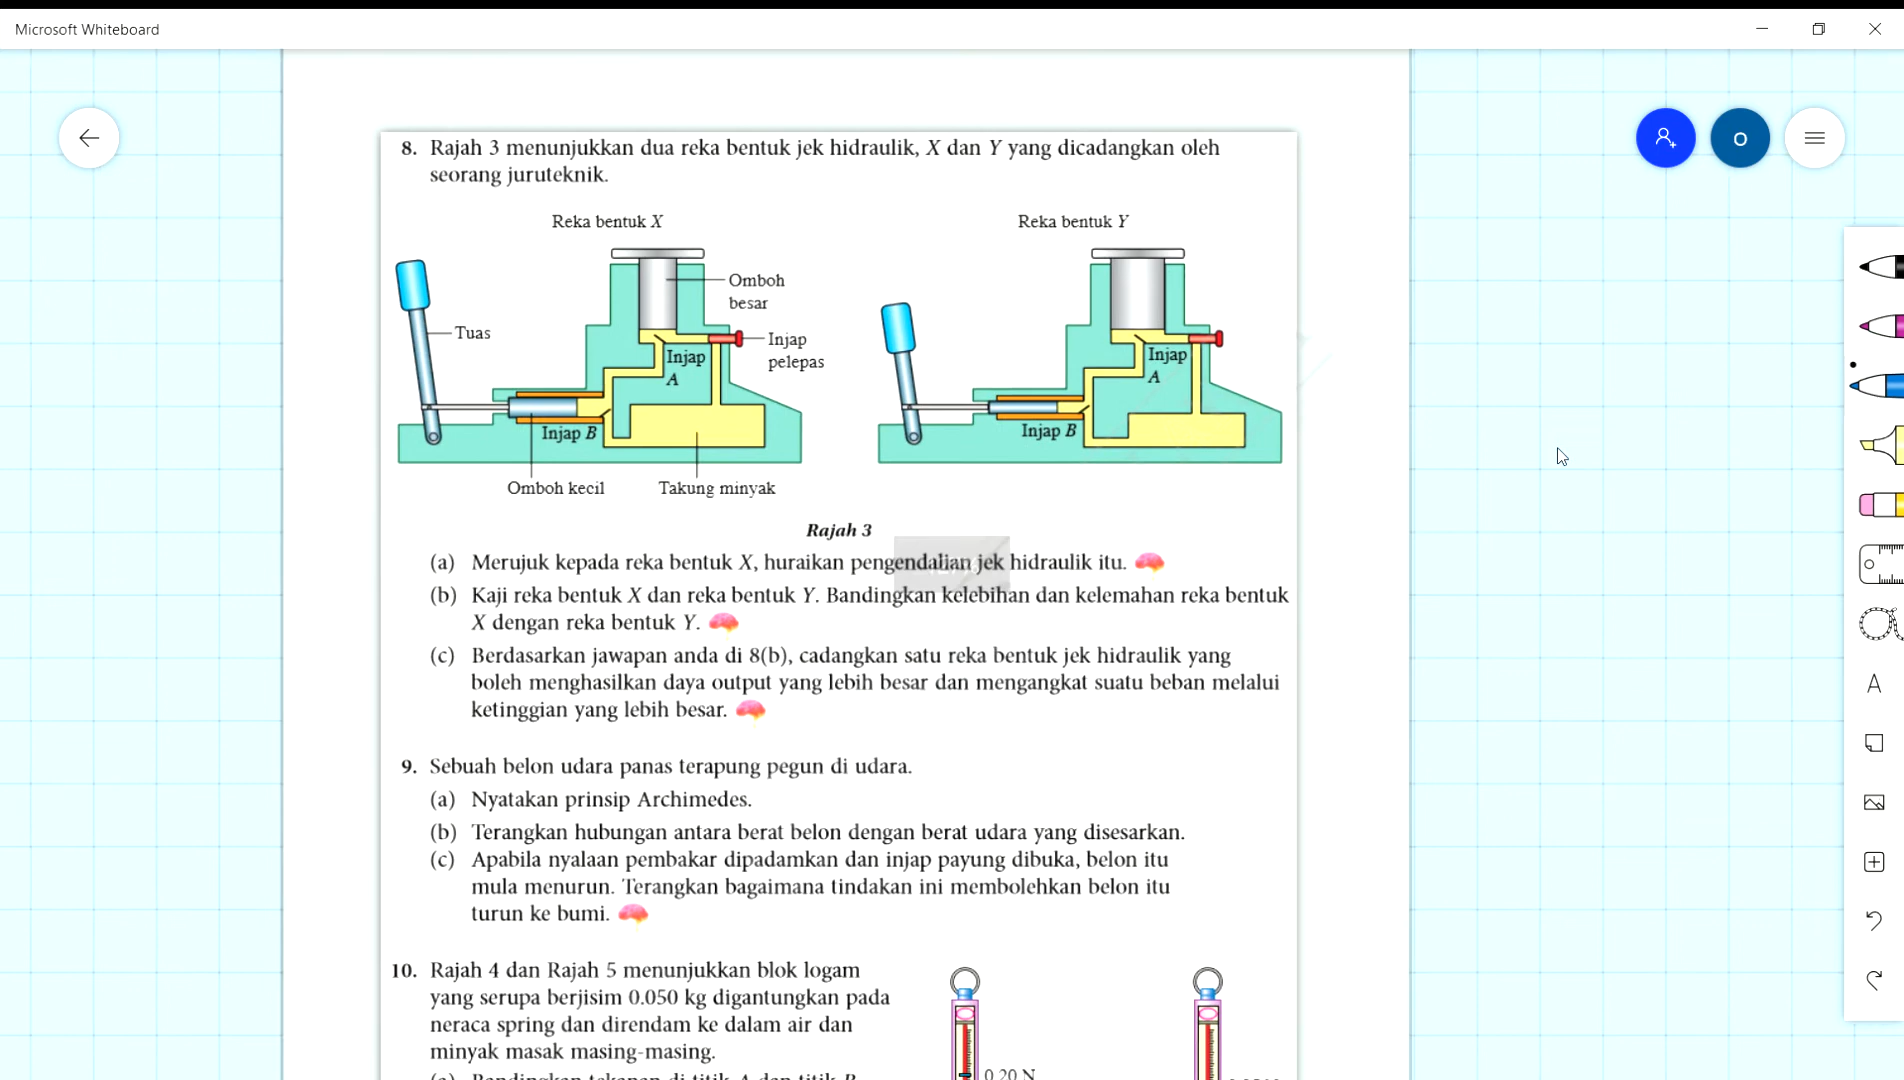 Microsoft Whiteboard
8. Rajah 3 menunjukkan dua reka bentuk jek hidraulik, X dan Y yang dicadangkan oleh
seorang juruteknik.
Reka bentuk X
Reka bentuk Y
Omboh
besar
Tuas
Injap
pelepas
Injap
A
Injap B
Omboh kecil
Takung minyak
Injap
A
Injap B
Rajah 3
(a) Merujuk kepada reka bentuk X, huraikan pengendalian jek hidraulik itu.
(b) Kaji reka bentuk X dan reka bentuk Y. Bandingkan kelebihan dan kelemahan reka bentuk
X dengan reka bentuk Y.
(c) Berdasarkan jawapan anda di 8(b), cadangkan satu reka bentuk jek hidraulik yang
boleh menghasilkan daya output yang lebih besar dan mengangkat suatu beban melalui
ketinggian yang lebih besar.
9. Sebuah belon udara panas terapung pegun di udara.
(a) Nyatakan prinsip Archimedes.
(b) Terangkan hubungan antara berat belon dengan berat udara yang disesarkan.
(c) Apabila nyalaan pembakar dipadamkan dan injap payung dibuka, belon itu
mula menurun. Terangkan bagaimana tindakan ini membolehkan belon itu
turun ke bumi.
10. Rajah 4 dan Rajah 5 menunjukkan blok logam
yang serupa berjisim 0.050 kg digantungkan pada
neraca spring dan direndam ke dalam air dan
minyak masak masing-masing.
(a) Bandingkan tekanan di titik A dan titik B
0.20 N
O
A